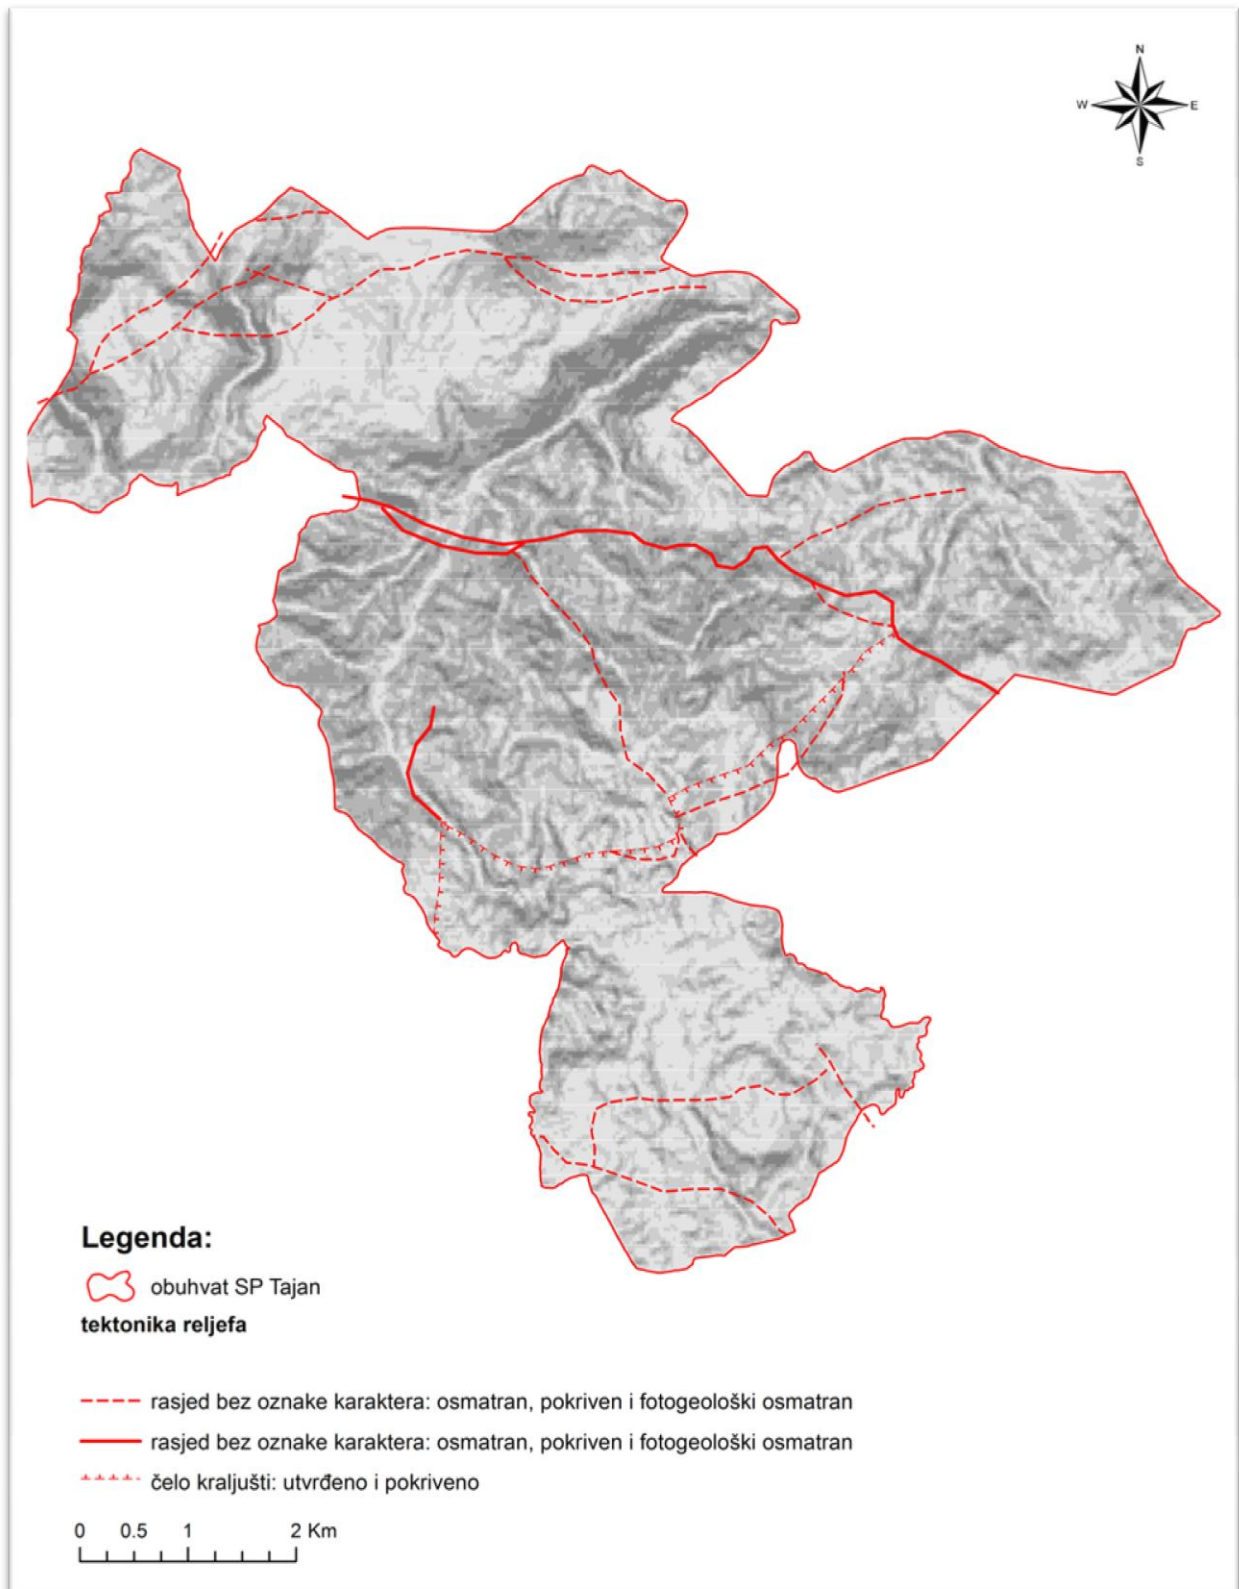 N
W E
S
Legenda:
obuhvat SP Tajan
tektonika reljefa
rasjed bez oznake karaktera: osmatran, pokriven i fotogeološki osmatran
rasjed bez oznake karaktera: osmatran, pokriven i fotogeološki osmatran
čelo kraljušti: utvrđeno i pokriveno
0 0.5 1 2 Km